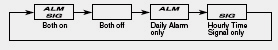 ALM
SIG
ALM
SIG
Both on
Both off
Daily Alarm
only
Hourly Time
Signal only